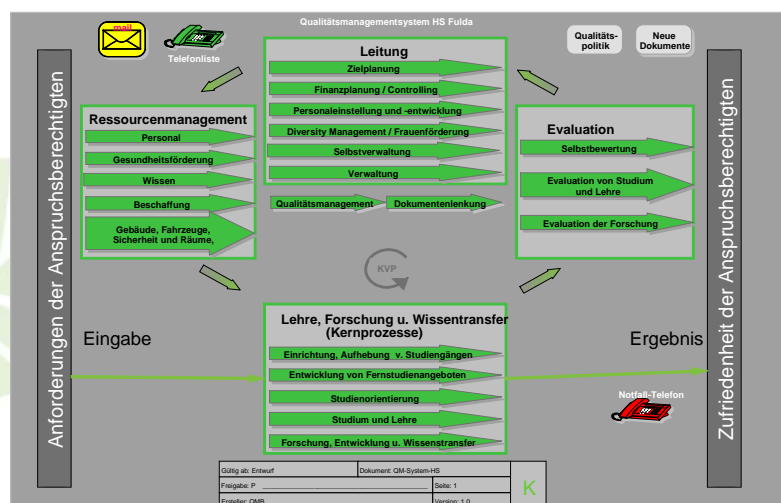 Qualitätsmanagementsystem HS Fulda
mail
Telefonliste
Qualitäts-
politik
Neue
Dokumente
Anforderungen der Anspruchsberechtigten
Leitung
Zielplanung
Finanzplanung / Controlling
Personaleinstellung und -entwicklung
Diversity Management / Frauenförderung
Selbstverwaltung
Verwaltung
Ressourcenmanagement
Personal
Gesundheitsförderung
Wissen
Beschaffung
Gebäude, Fahrzeuge,
Sicherheit und Räume,
Evaluation
Selbstbewertung
Evaluation von Studium
und Lehre
Evaluation der Forschung
Zufriedenheit der Anspruchsberechtigten
Qualitätsmanagement
Dokumentenlenkung
KVP
Eingabe
Lehre, Forschung u. Wissentransfer
(Kernprozesse)
Einrichtung, Aufhebung v. Studiengängen
Entwicklung von Fernstudienangeboten
Studienorientierung
Studium und Lehre
Forschung, Entwicklung u. Wissenstransfer
Ergebnis
Notfall-Telefon
Gültig ab: Entwurf
Dokument: QM-System-HS
Freigabe: P
Seite: 1
Ersteller: QMB
Version: 1.0
K